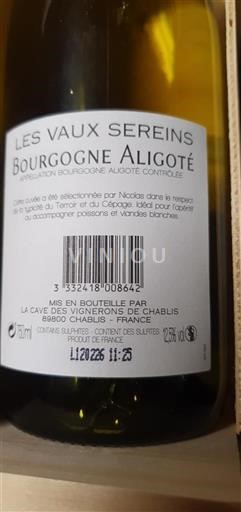 LES VAUX SEREINS
BOURGOGNE ALIGOTÉ
APPELLATION BOURGOGNE ALIGOTÉ CONTRÔLÉE
Cette cuvée a été sélectionnée par Nicolas dans le respect
de la typicité du Terroir et du Cépage. Idéal pour l'apéritif
ou accompagner poissons et viandes blanches.
VINIOU
3 332418 008642
MIS EN BOUTEILLE PAR
LA CAVE DES VIGNERONS DE CHABLIS
89800 CHABLIS - FRANCE
750ml CONTAINS SULPHITES - CONTIENT DES SULFITES 12,5% vol
PRODUIT DE FRANCE
L120226 11:25